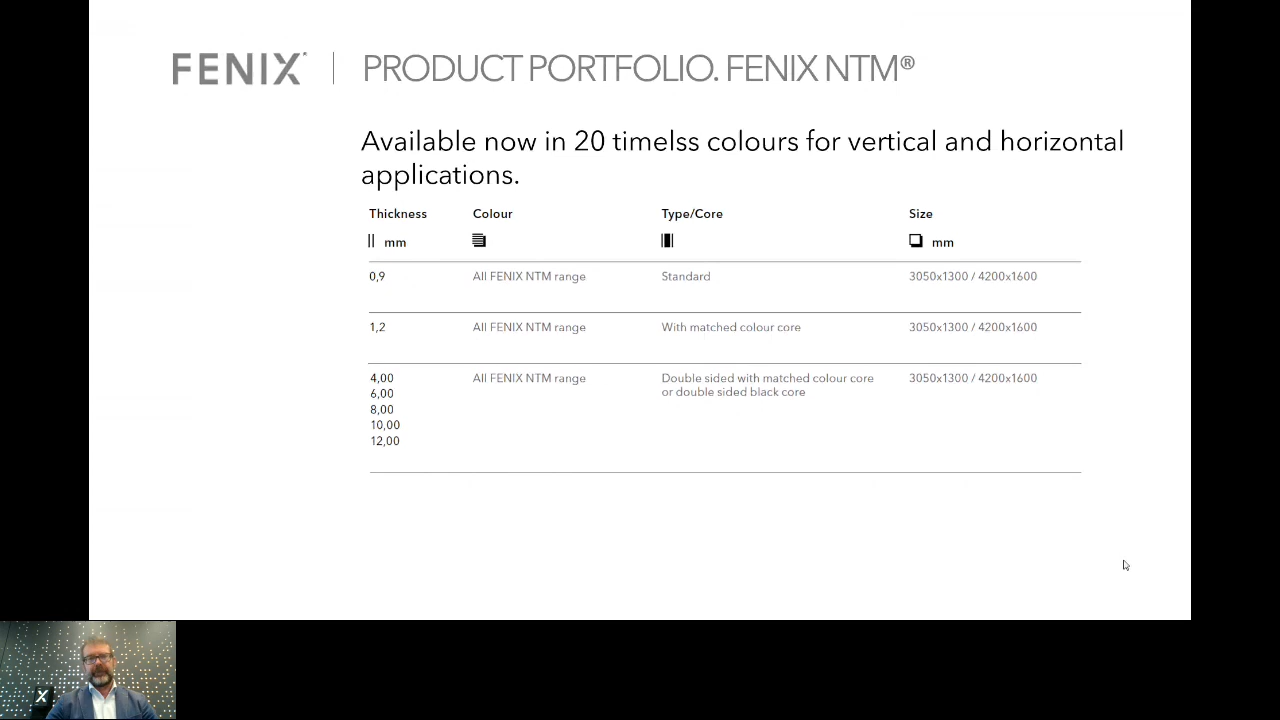 FENIX | PRODUCT PORTFOLIO. FENIX NTM®
Available now in 20 timelss colours for vertical and horizontal
applications.
Thickness Colour Type/Core Size
mm mm
0,9 All FENIX NTM range Standard 3050x1300 / 4200x1600
1,2 All FENIX NTM range With matched colour core 3050x1300 / 4200x1600
4,00 All FENIX NTM range Double sided with matched colour core 3050x1300 / 4200x1600
6,00 or double sided black core
8,00
10,00
12,00
X